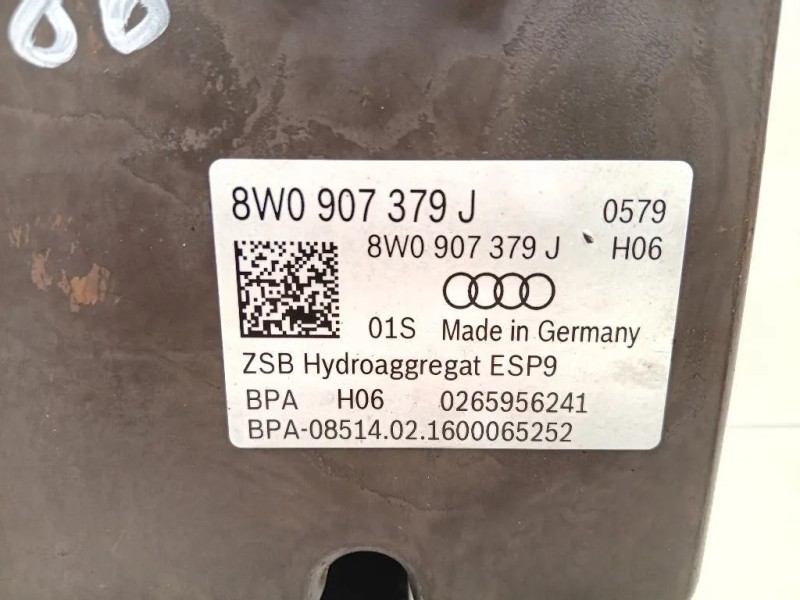 8W0 907 379 J 0579
8W0 907 379 J H06
01S Made in Germany
ZSB Hydroaggregat ESP9
BPA H06 0265956241
BPA-08514.02.1600065252